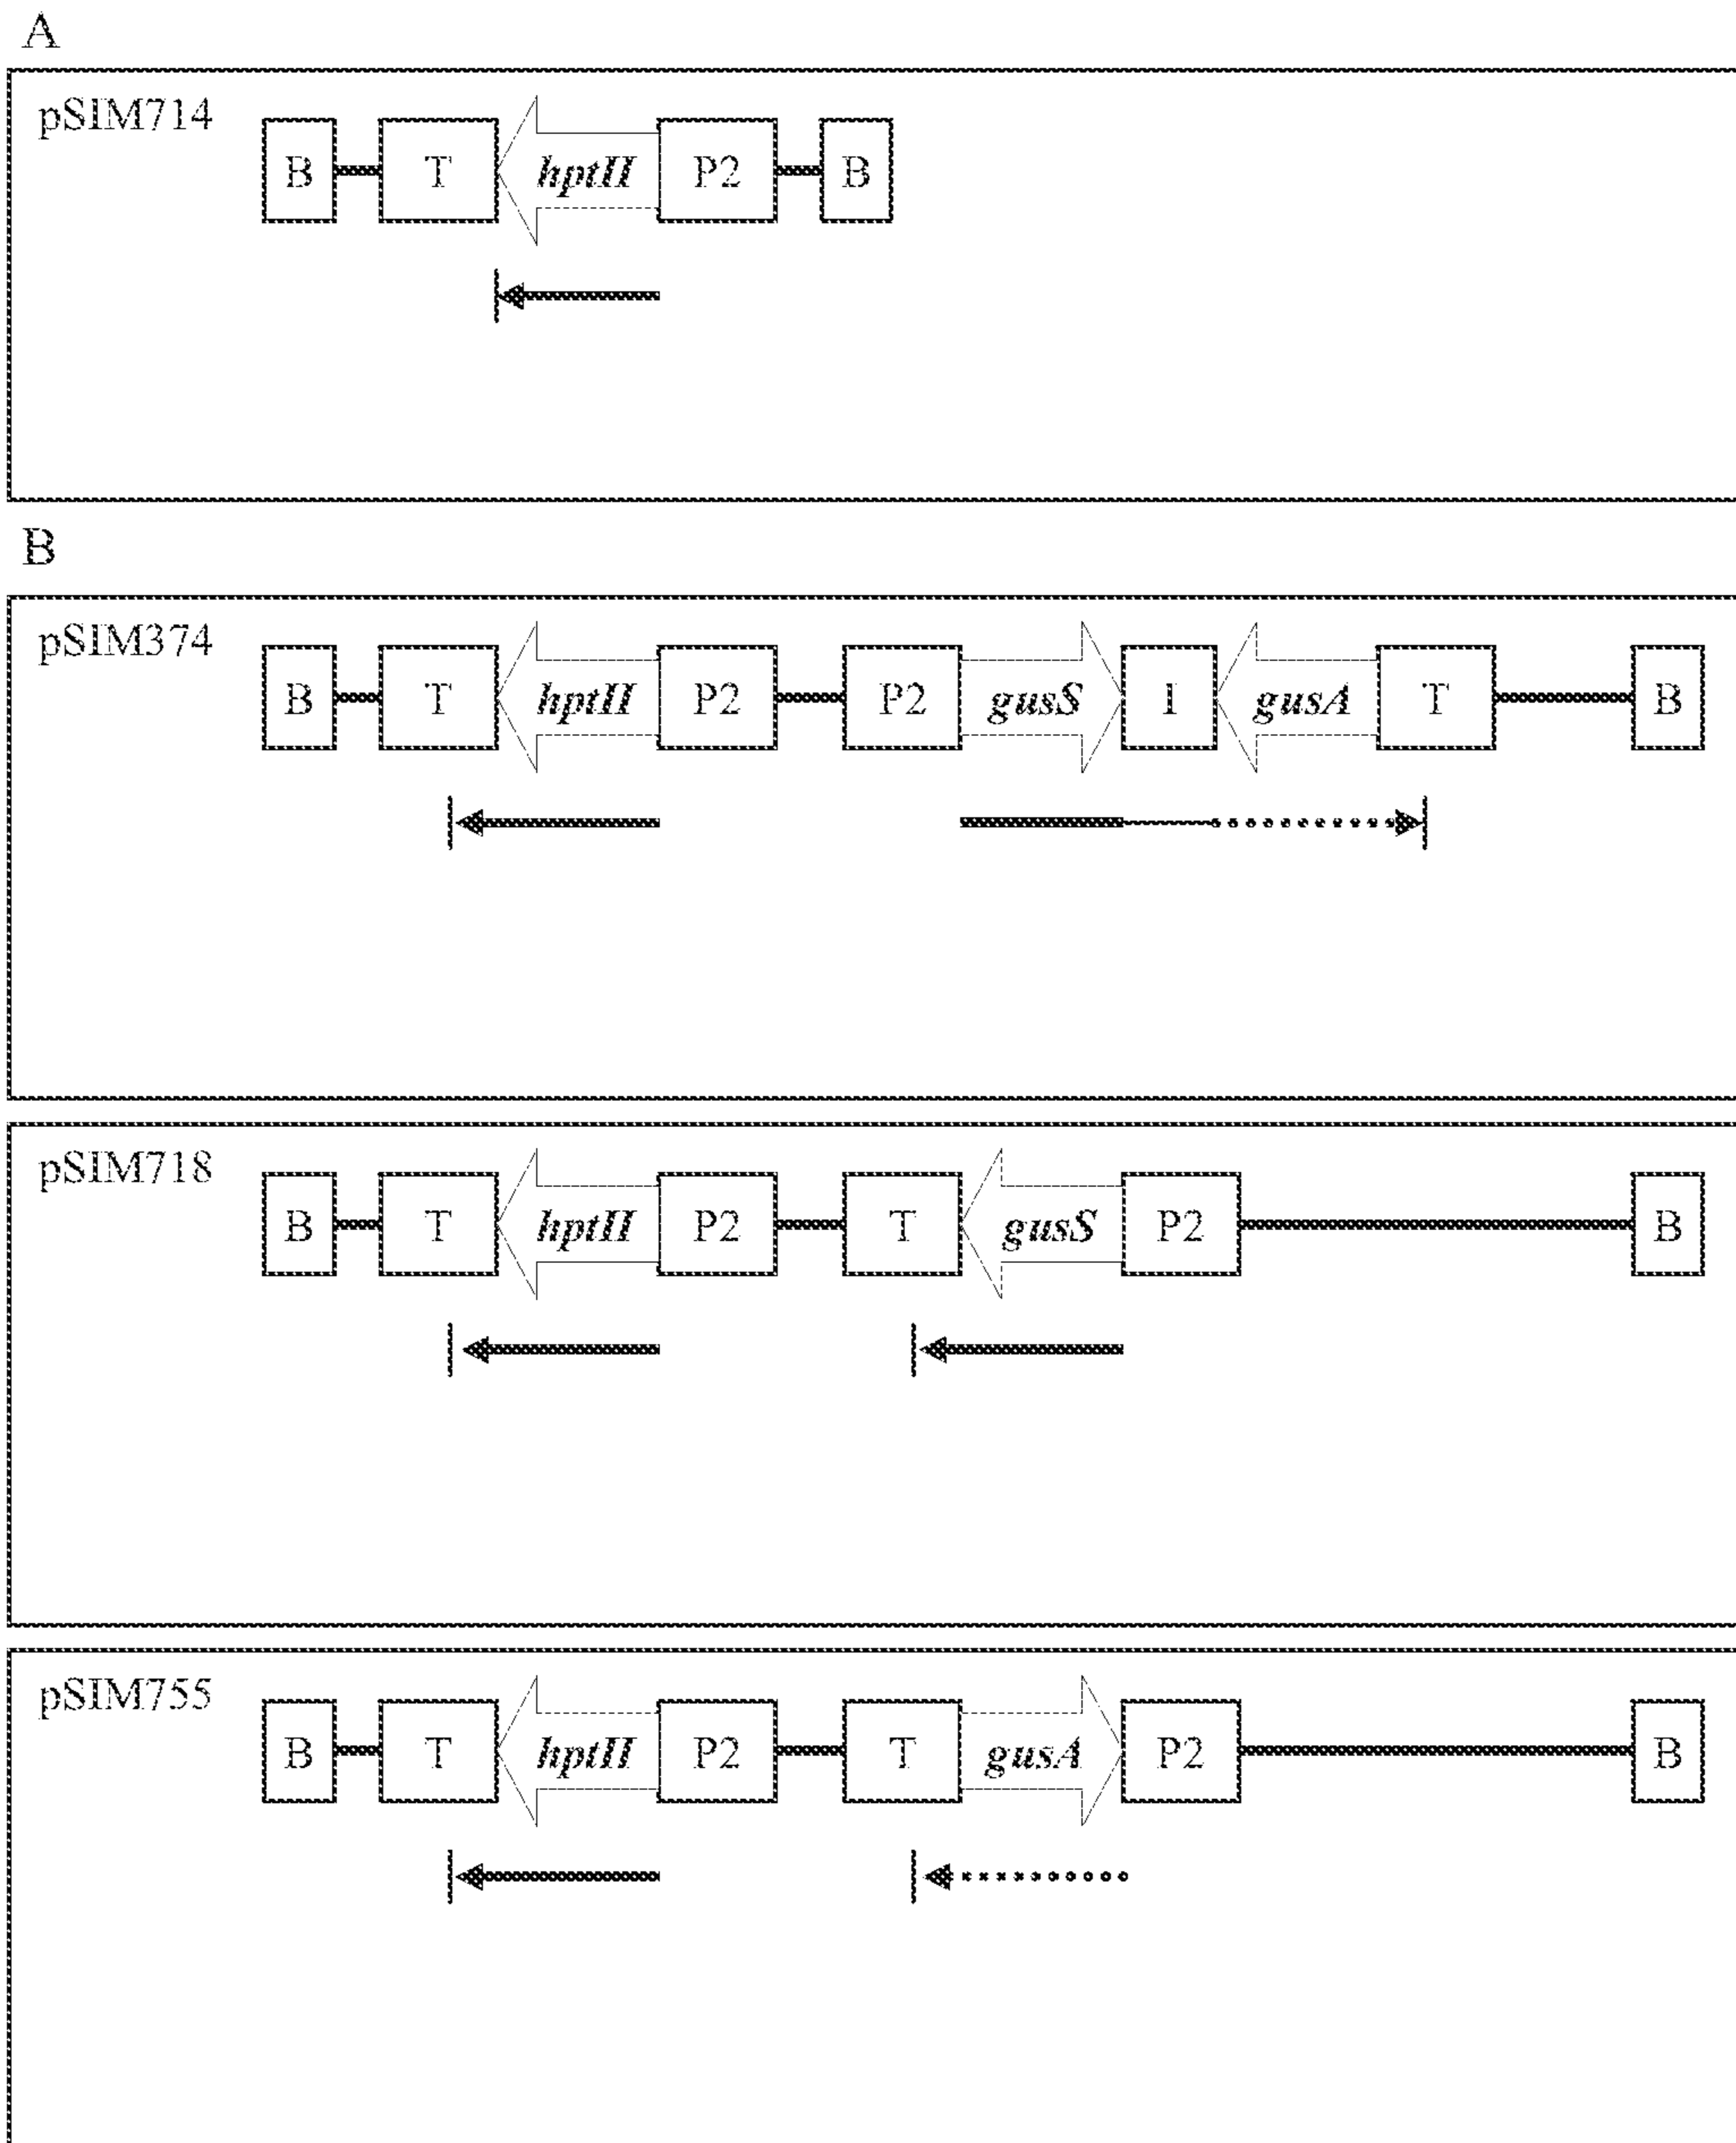 A
pSIM714
B T hptII P2 B
B
pSIM374
B T hptII P2 P2 gusS I gusA T B
pSIM718
B T hptII P2 T gusS P2 B
pSIM755
B T hptII P2 T gusA P2 B